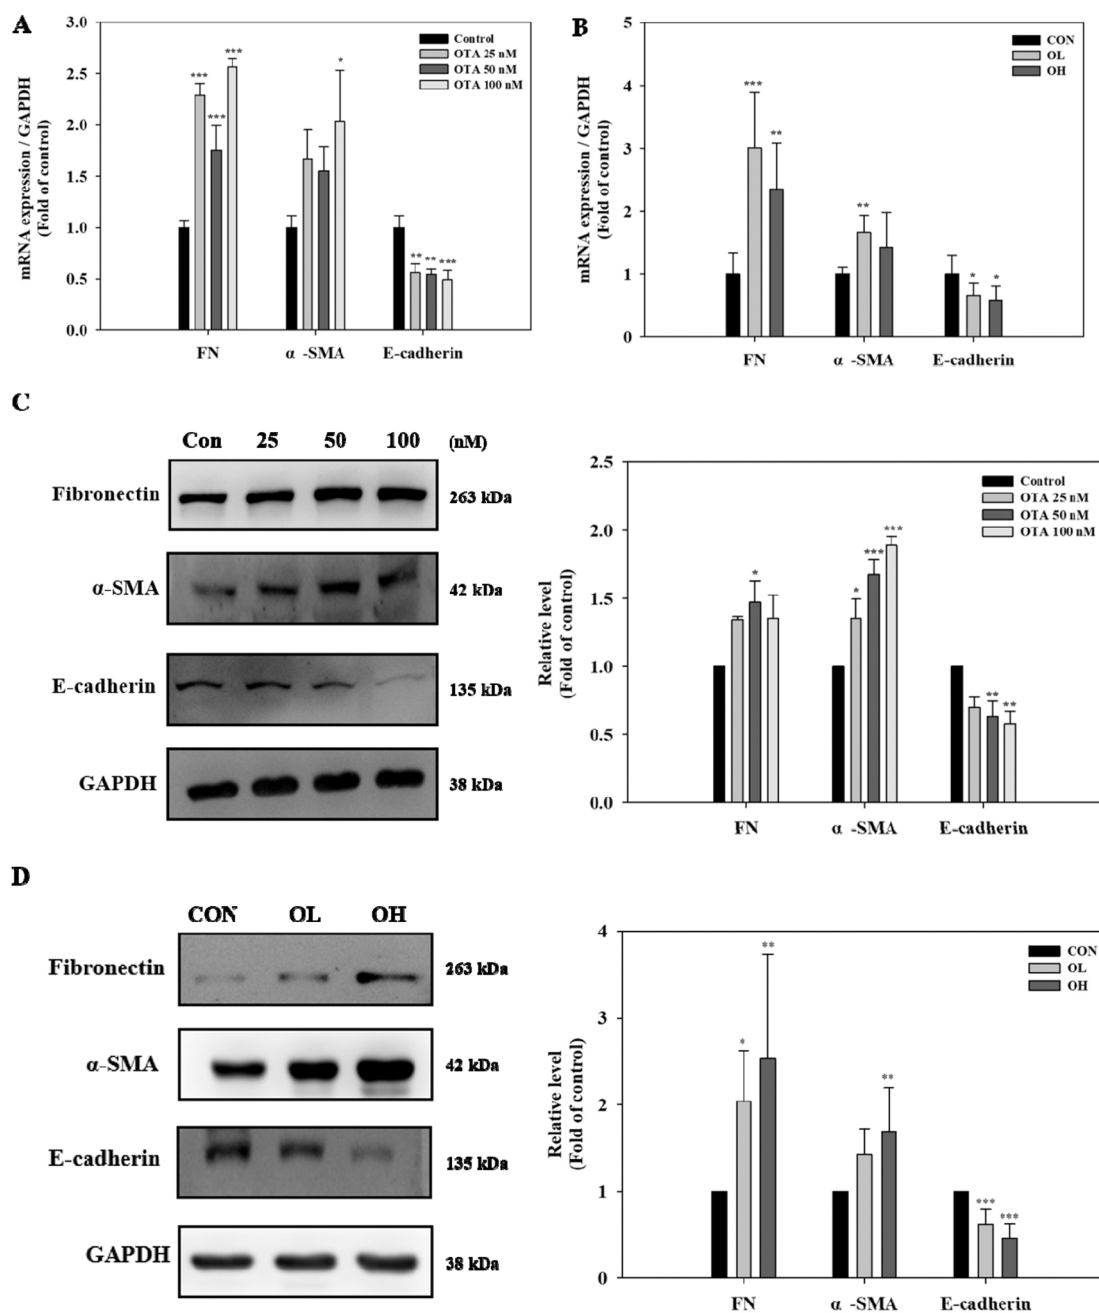 A
mRNA expression / GAPDH
(Fold of control)
3.0
2.5
2.0
1.5
1.0
0.5
0.0
Control
OTA 25 nM
OTA 50 nM
OTA 100 nM
***
***
***
*
**
**
***
FN
α -SMA
E-cadherin
B
mRNA expression / GAPDH
(Fold of control)
5
4
3
2
1
0
CON
OL
OH
***
**
**
*
*
FN
α -SMA
E-cadherin
C
Con 25 50 100 (nM)
Fibronectin 263 kDa
α-SMA 42 kDa
E-cadherin 135 kDa
GAPDH 38 kDa
Relative level
(Fold of control)
2.5
2.0
1.5
1.0
0.5
0.0
Control
OTA 25 nM
OTA 50 nM
OTA 100 nM
*
*
***
***
**
**
FN
α -SMA
E-cadherin
D
CON OL OH
Fibronectin 263 kDa
α-SMA 42 kDa
E-cadherin 135 kDa
GAPDH 38 kDa
Relative level
(Fold of control)
4
3
2
1
0
CON
OL
OH
*
**
**
***
***
FN
α -SMA
E-cadherin